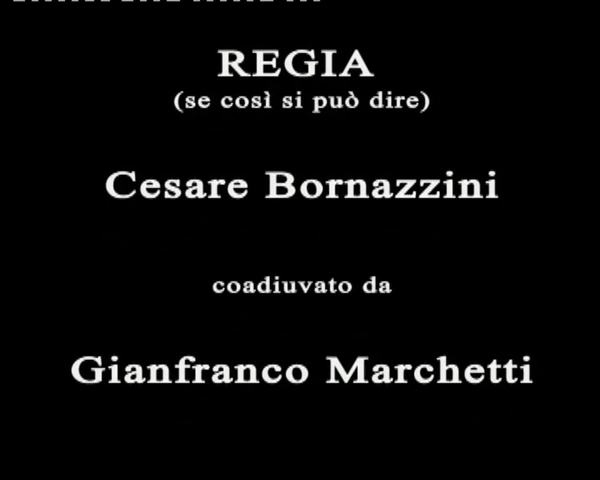 REGIA
(se così si può dire)
Cesare Bornazzini
coadiuvato da
Gianfranco Marchetti